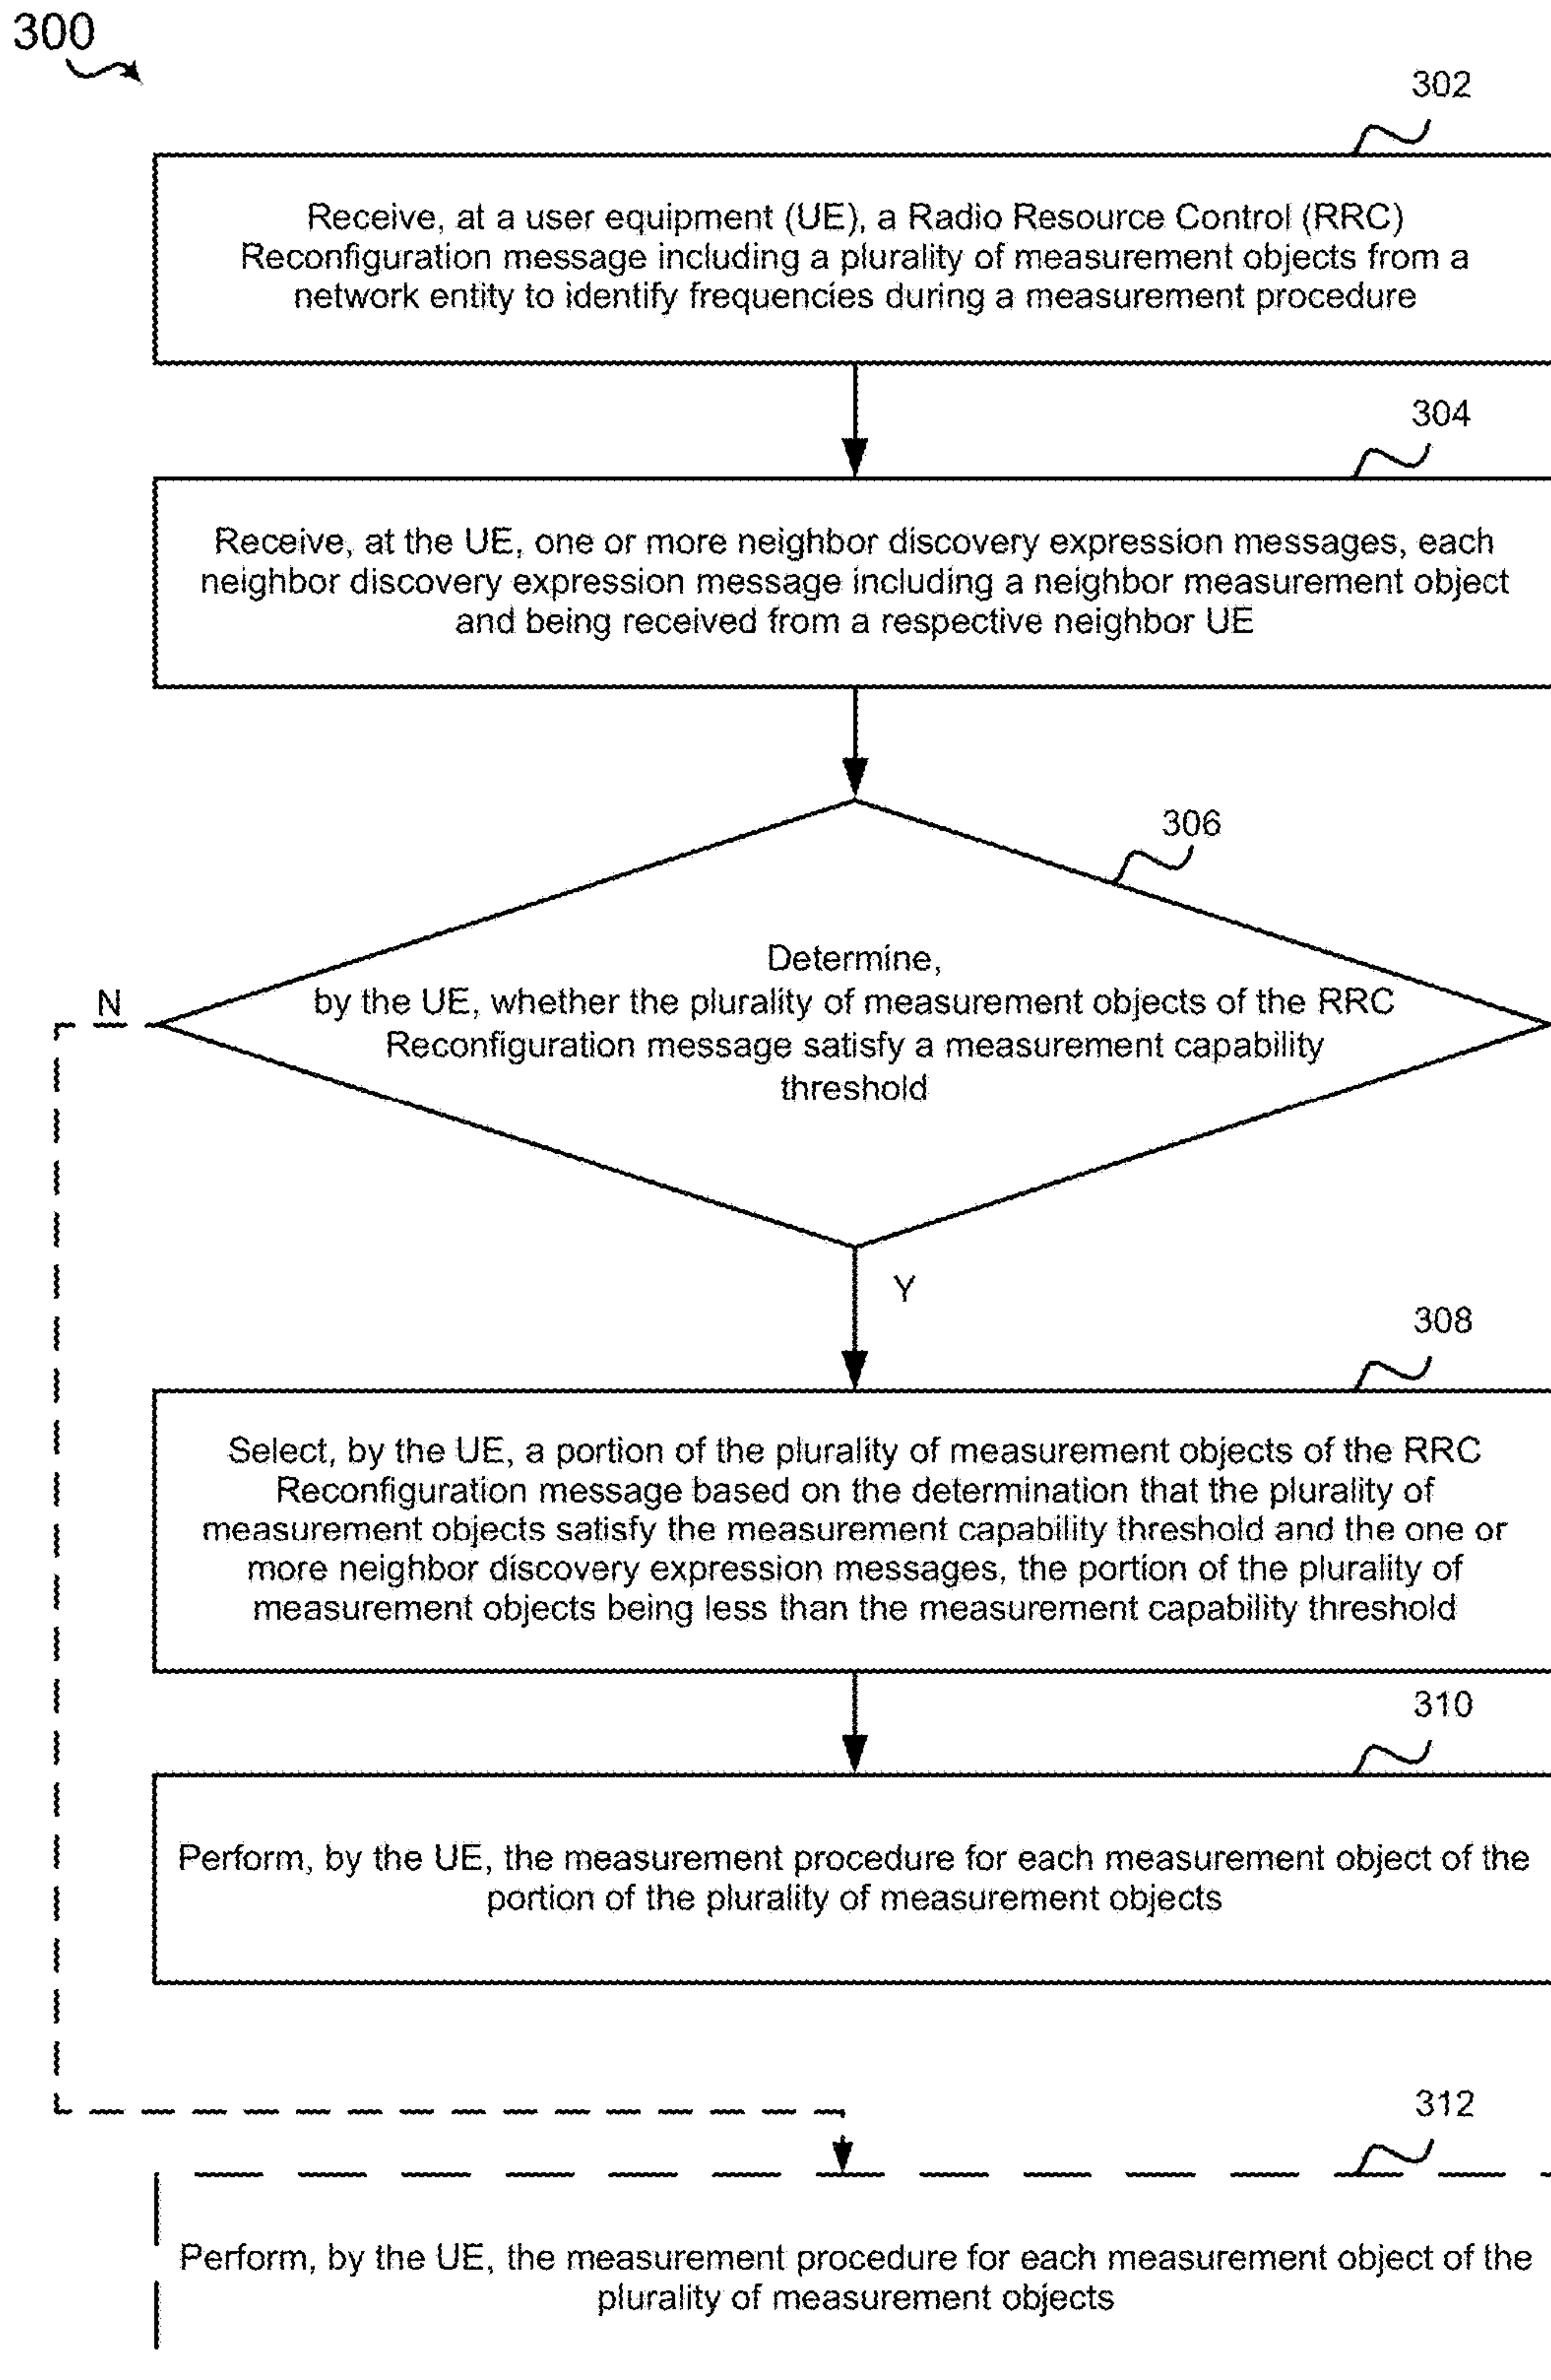 300
302
Receive, at a user equipment (UE), a Radio Resource Control (RRC)
Reconfiguration message including a plurality of measurement objects from a
network entity to identify frequencies during a measurement procedure
304
Receive, at the UE, one or more neighbor discovery expression messages, each
neighbor discovery expression message including a neighbor measurement object
and being received from a respective neighbor UE
306
Determine,
by the UE, whether the plurality of measurement objects of the RRC
Reconfiguration message satisfy a measurement capability
threshold
N
Y
308
Select, by the UE, a portion of the plurality of measurement objects of the RRC
Reconfiguration message based on the determination that the plurality of
measurement objects satisfy the measurement capability threshold and the one or
more neighbor discovery expression messages, the portion of the plurality of
measurement objects being less than the measurement capability threshold
310
Perform, by the UE, the measurement procedure for each measurement object of the
portion of the plurality of measurement objects
312
Perform, by the UE, the measurement procedure for each measurement object of the
plurality of measurement objects